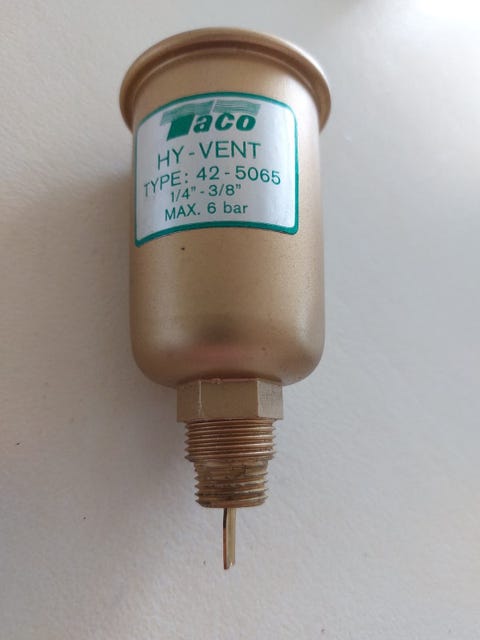 Taco
HY-VENT
TYPE: 42-5065
1/4"-3/8"
MAX. 6 bar